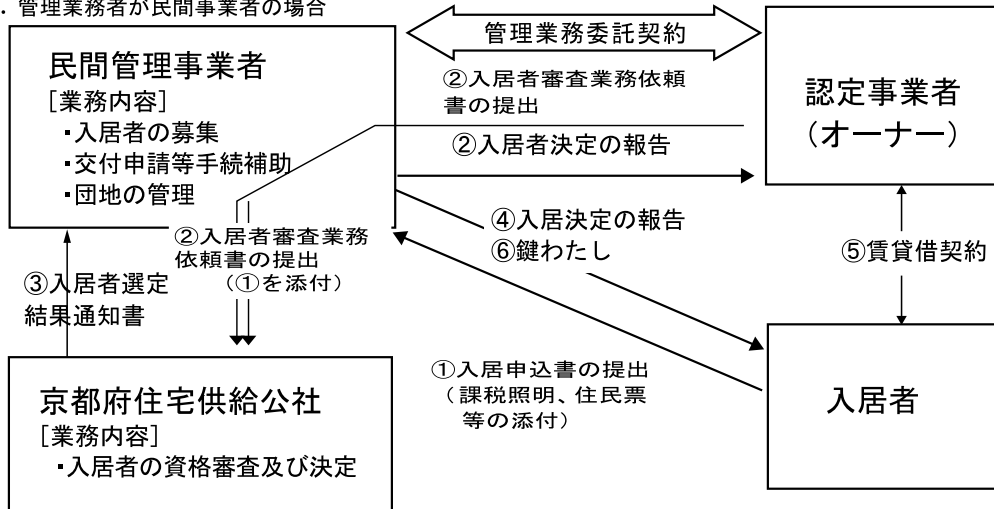 . 管理業務者が民間事業者の場合
管理業務委託契約
民間管理事業者
[業務内容]
・入居者の募集
・交付申請等手続補助
・団地の管理
②入居者審査業務依頼
書の提出
②入居者決定の報告
認定事業者
（オーナー）
②入居者審査業務
依頼書の提出
（①を添付）
④入居決定の報告
⑥鍵わたし
⑤賃貸借契約
③入居者選定
結果通知書
京都府住宅供給公社
[業務内容]
・入居者の資格審査及び決定
①入居申込書の提出
（課税照明、住民票
等の添付）
入居者